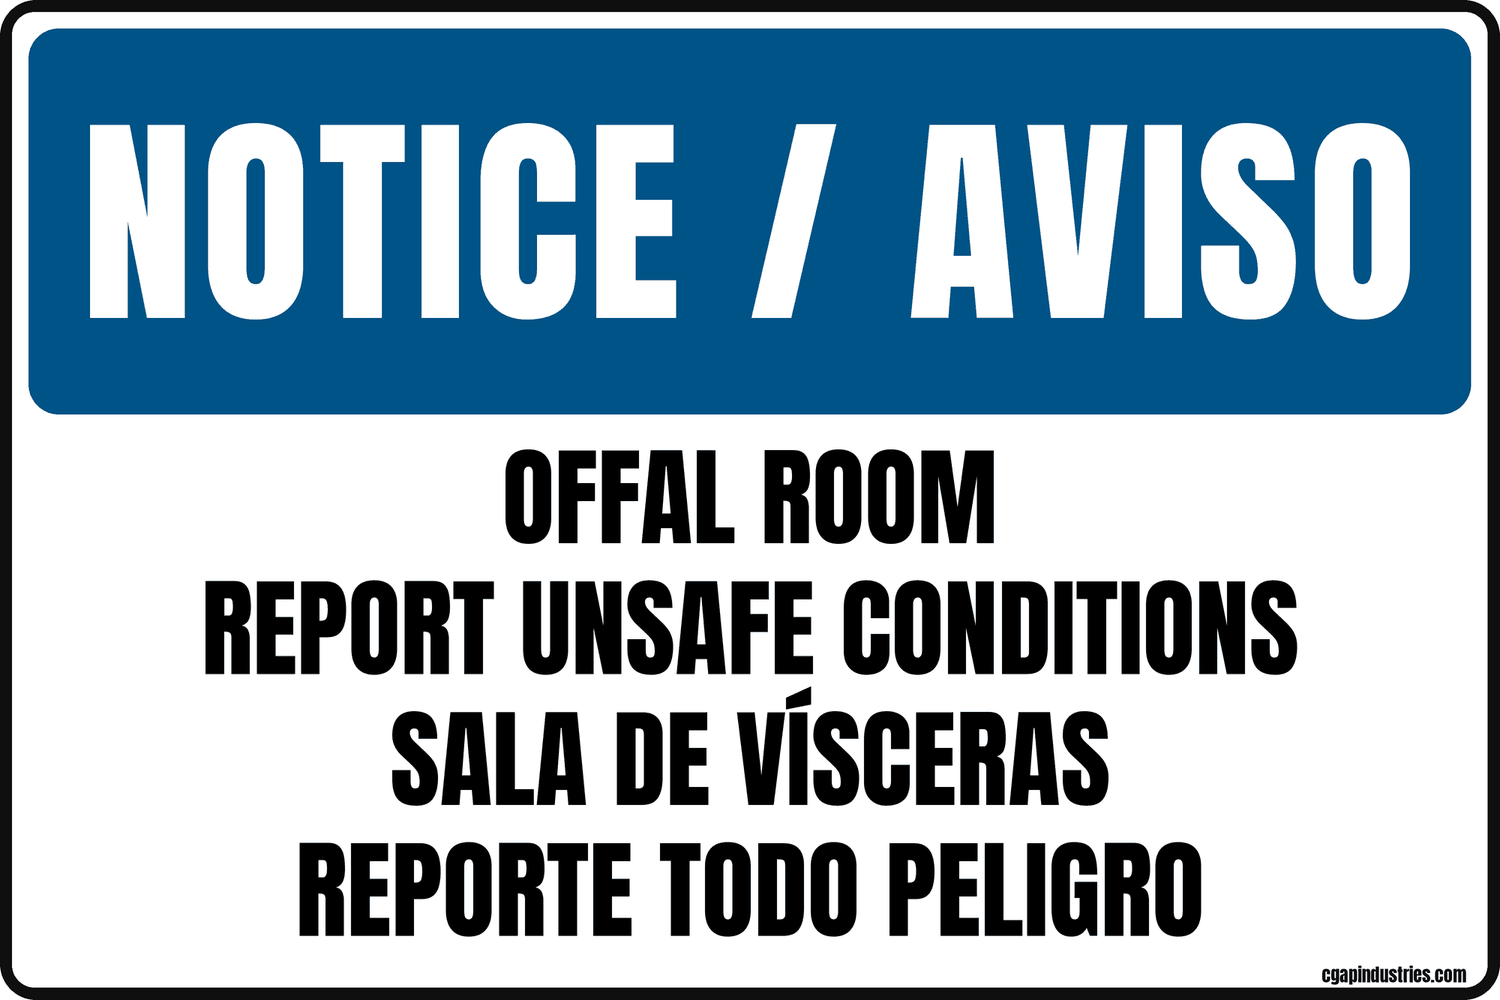 NOTICE / AVISO
OFFAL ROOM
REPORT UNSAFE CONDITIONS
SALA DE VÍSCERAS
REPORTE TODO PELIGRO
cgapindustries.com